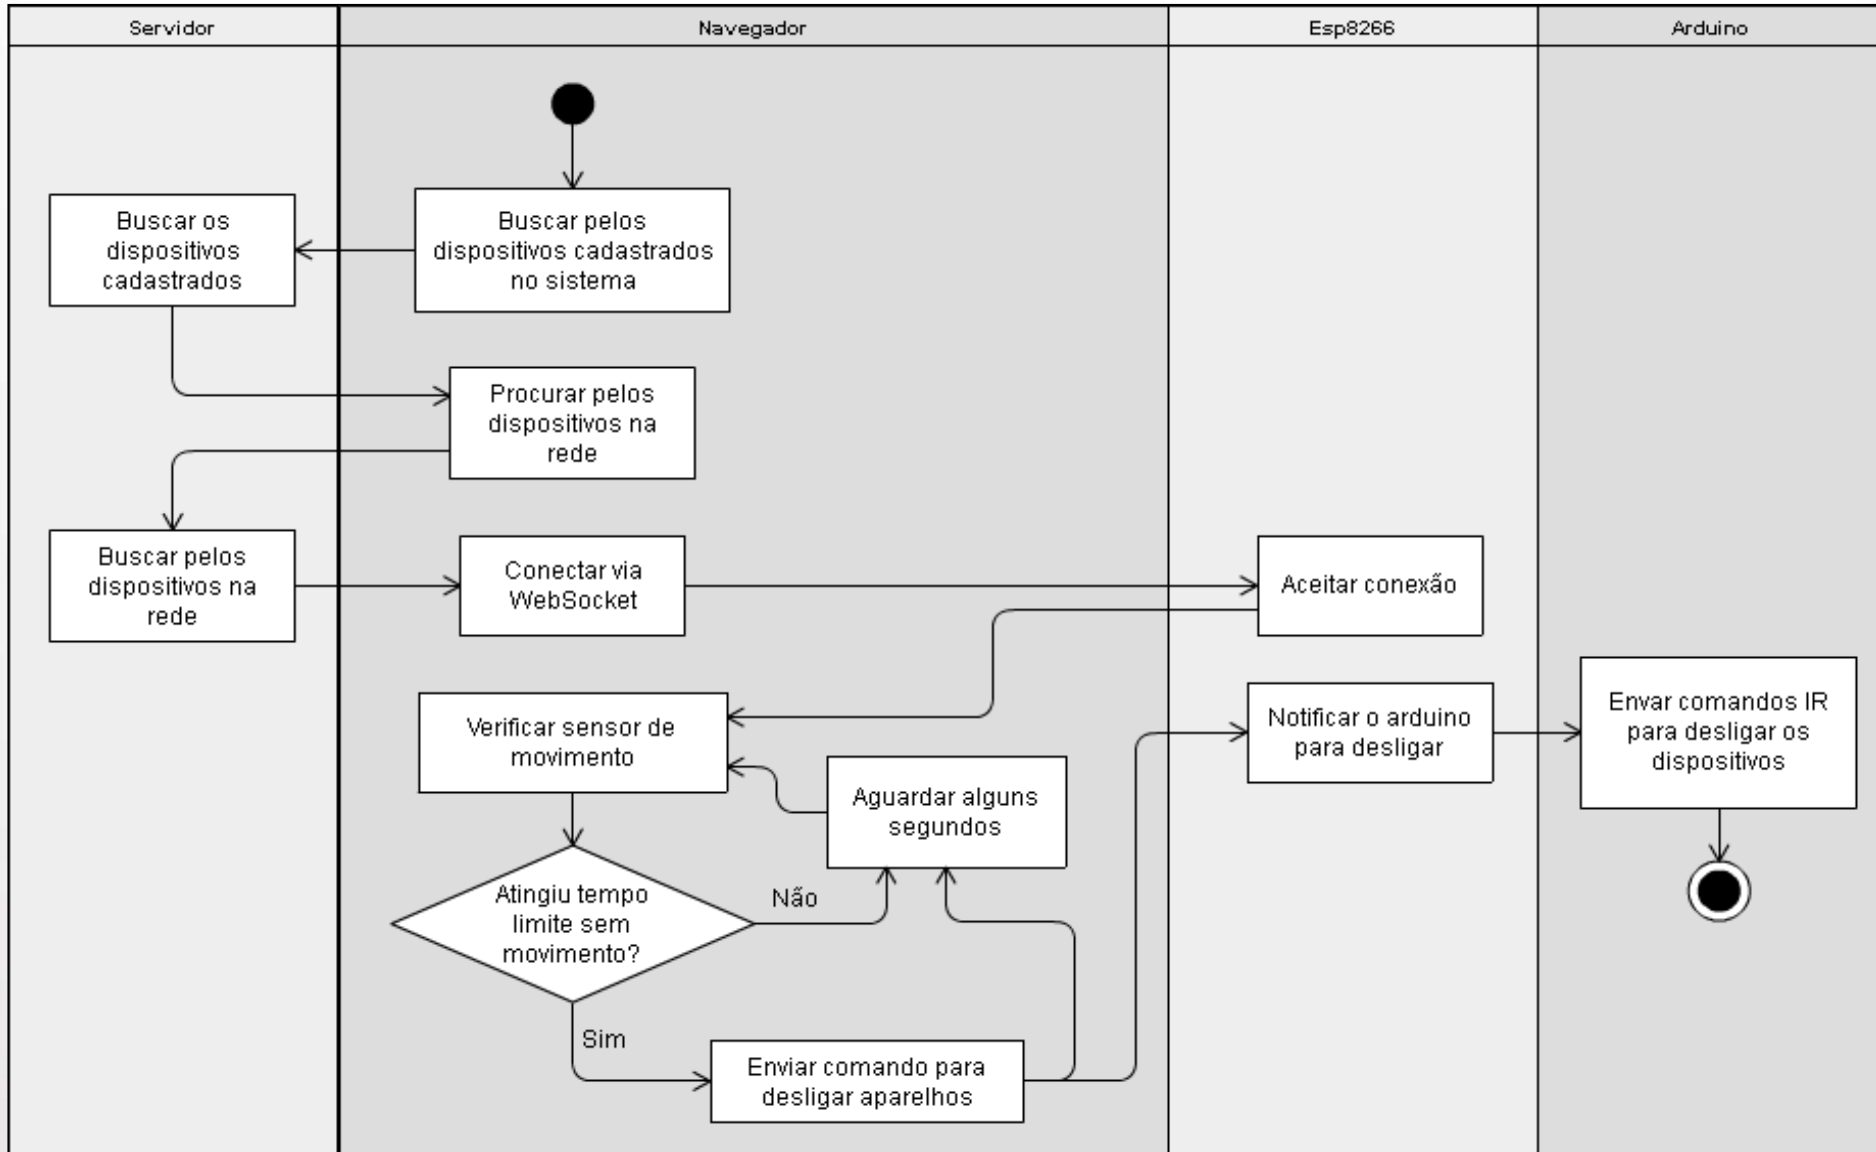 Servidor
Navegador
Esp8266
Arduino
Buscar os
dispositivos
cadastrados
Buscar pelos
dispositivos cadastrados
no sistema
Procurar pelos
dispositivos na
rede
Buscar pelos
dispositivos na
rede
Conectar via
WebSocket
Aceitar conexão
Verificar sensor de
movimento
Aguardar alguns
segundos
Notificar o arduino
para desligar
Envar comandos IR
para desligar os
dispositivos
Atingiu tempo
limite sem
movimento?
Não
Sim
Enviar comando para
desligar aparelhos